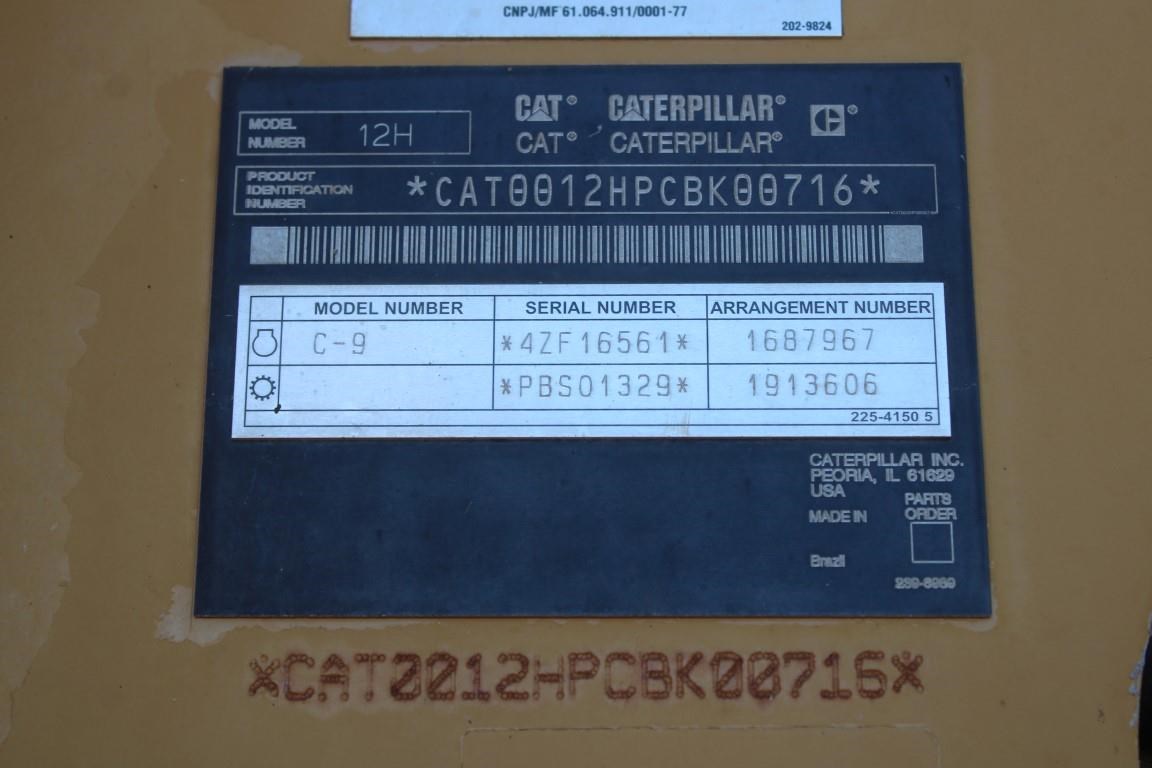 CNPJ/MF 61.064.911/0001-77
202-9824
CAT® CATERPILLAR®
CAT® CATERPILLAR®
MODEL NUMBER 12H
PRODUCT IDENTIFICATION NUMBER *CAT0012HPCBK00716*
MODEL NUMBER SERIAL NUMBER ARRANGEMENT NUMBER
C-9 *4ZF16561* 1687967
*PBS01329* 1913606
225-4150 5
CATERPILLAR INC.
PEORIA, IL 61629
USA
MADE IN
Brazil
PARTS
ORDER
*CAT0012HPCBK00716*